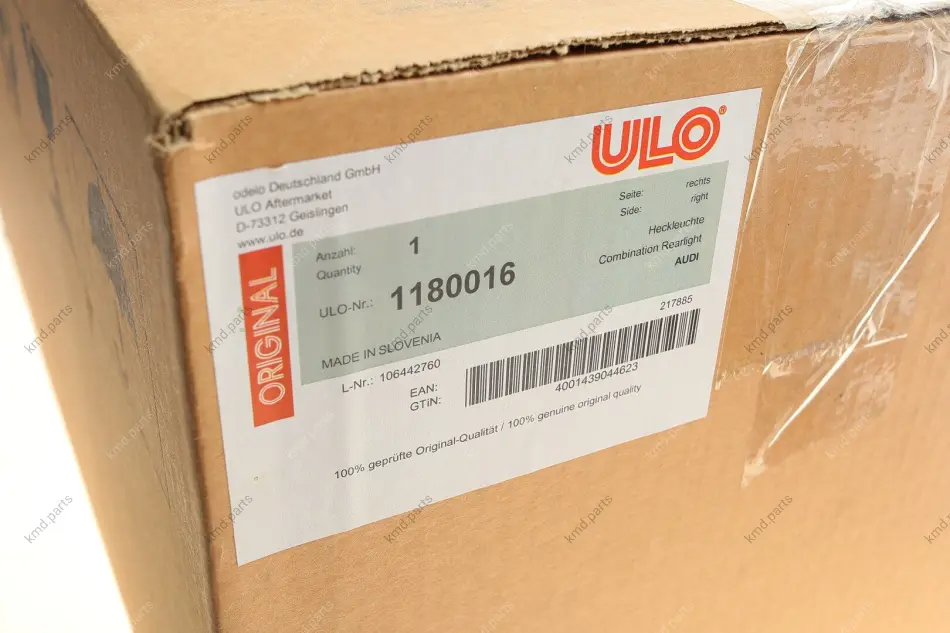 ULO®
odelo Deutschland GmbH
ULO Aftermarket
D-73312 Geislingen
www.ulo.de
ORIGINAL
Anzahl: 1
Quantity
Seite: rechts
Side: right
Heckleuchte
Combination Rearlight
AUDI
ULO-Nr.: 1180016
MADE IN SLOVENIA
217885
L-Nr.: 106442760
EAN:
GTiN:
4001439044623
100% geprüfte Original-Qualität / 100% genuine original quality
kmd.parts